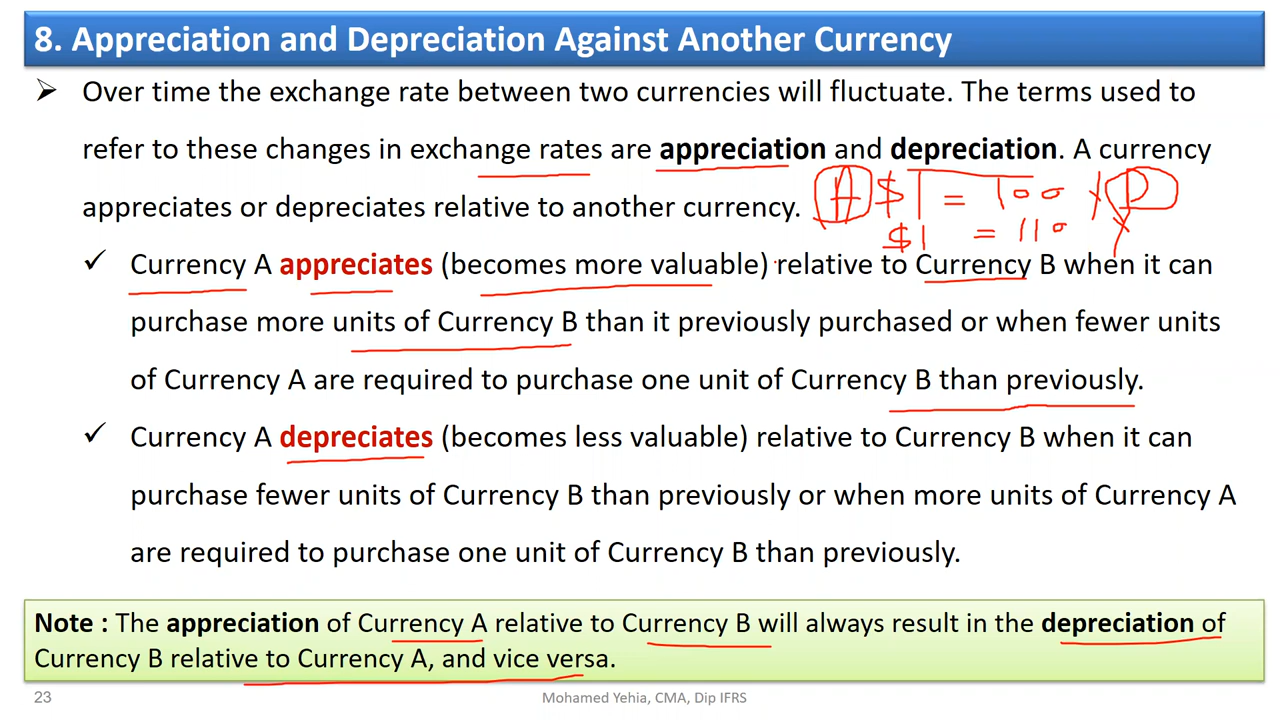 8. Appreciation and Depreciation Against Another Currency
➢ Over time the exchange rate between two currencies will fluctuate. The terms used to
refer to these changes in exchange rates are appreciation and depreciation. A currency
appreciates or depreciates relative to another currency.
A $1 = 100
$1 = 110
✓ Currency A appreciates (becomes more valuable) relative to Currency B when it can
purchase more units of Currency B than it previously purchased or when fewer units
of Currency A are required to purchase one unit of Currency B than previously.
✓ Currency A depreciates (becomes less valuable) relative to Currency B when it can
purchase fewer units of Currency B than previously or when more units of Currency A
are required to purchase one unit of Currency B than previously.
Note : The appreciation of Currency A relative to Currency B will always result in the depreciation of
Currency B relative to Currency A, and vice versa.
23
Mohamed Yehia, CMA, Dip IFRS